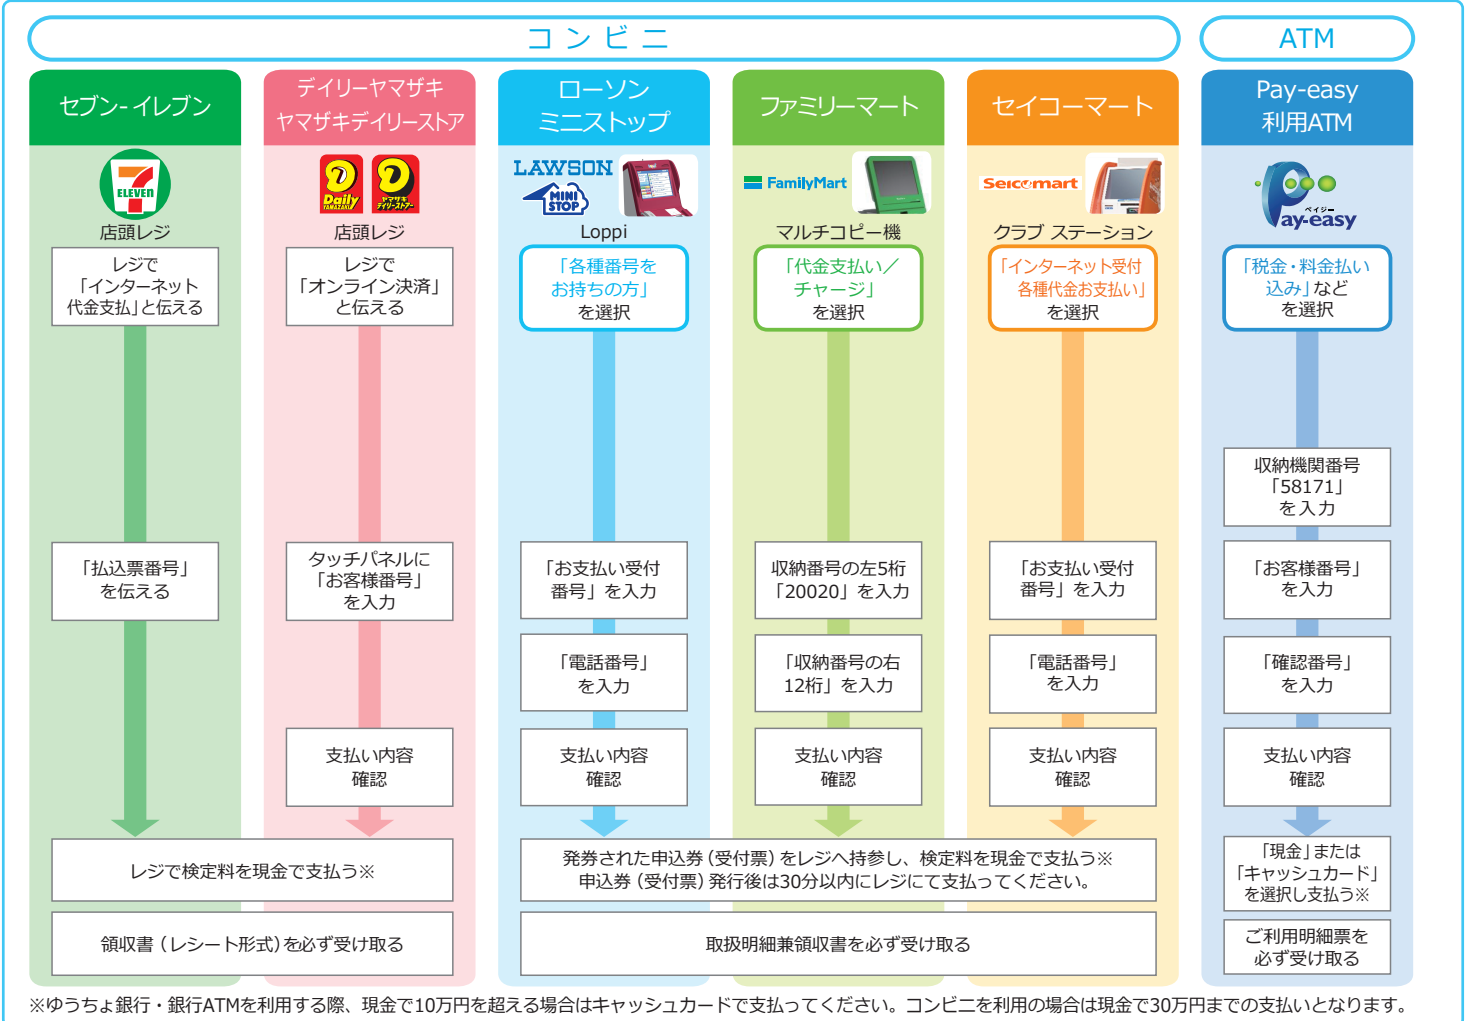 コンビニ
ATM
セブン-イレブン
デイリーヤマザキ
ヤマザキデイリーストア
ローソン
ミニストップ
ファミリーマート
セイコーマート
Pay-easy
利用ATM
7
ELEVEN
Daily
YAMAZAKI
ヤマザキ
デイリーストアー
LAWSON
MINI
STOP
FamilyMart
Seicomart
ペイジー
Pay-easy
店頭レジ
店頭レジ
Loppi
マルチコピー機
クラブ ステーション
レジで
「インターネット
代金支払」と伝える
レジで
「オンライン決済」
と伝える
「各種番号を
お持ちの方」
を選択
「代金支払い／
チャージ」
を選択
「インターネット受付
各種代金お支払い」
を選択
「税金・料金払い
込み」など
を選択
収納機関番号
「58171」
を入力
「払込票番号」
を伝える
タッチパネルに
「お客様番号」
を入力
「お支払い受付
番号」を入力
収納番号の左5桁
「20020」を入力
「お支払い受付
番号」を入力
「お客様番号」
を入力
「電話番号」
を入力
「収納番号の右
12桁」を入力
「電話番号」
を入力
「確認番号」
を入力
支払い内容
確認
支払い内容
確認
支払い内容
確認
支払い内容
確認
支払い内容
確認
レジで検定料を現金で支払う※
発券された申込券（受付票）をレジへ持参し、検定料を現金で支払う※
申込券（受付票）発行後は30分以内にレジにて支払ってください。
「現金」または
「キャッシュカード」
を選択し支払う※
領収書（レシート形式）を必ず受け取る
取扱明細兼領収書を必ず受け取る
ご利用明細票を
必ず受け取る
※ゆうちょ銀行・銀行ATMを利用する際、現金で10万円を超える場合はキャッシュカードで支払ってください。コンビニを利用の場合は現金で30万円までの支払いとなります。